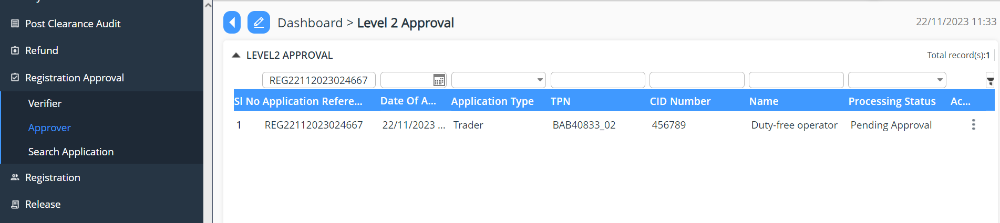 Post Clearance Audit
Refund
Registration Approval
Verifier
Approver
Search Application
Registration
Release
Dashboard > Level 2 Approval
22/11/2023 11:33
LEVEL2 APPROVAL
Total record(s):1
REG22112023024667
Sl No Application Refere... Date Of A... Application Type TPN CID Number Name Processing Status Ac...
1 REG22112023024667 22/11/2023 ... Trader BAB40833_02 456789 Duty-free operator Pending Approval